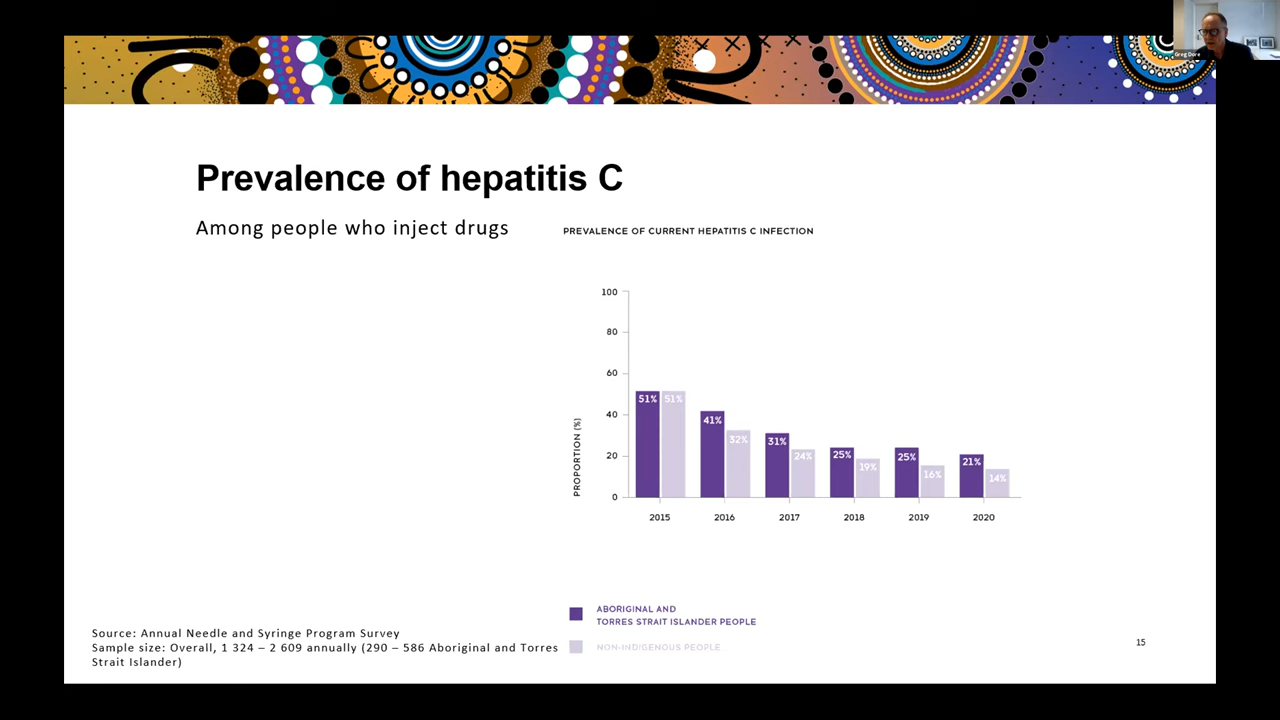 Greg Dore
Prevalence of hepatitis C
Among people who inject drugs
PREVALENCE OF CURRENT HEPATITIS C INFECTION
PROPORTION (%)
100
80
60
40
20
0
51% 51%
41% 32%
31% 24%
25% 19%
25% 16%
21% 14%
2015 2016 2017 2018 2019 2020
ABORIGINAL AND
TORRES STRAIT ISLANDER PEOPLE
NON-INDIGENOUS PEOPLE
Source: Annual Needle and Syringe Program Survey
Sample size: Overall, 1 324 – 2 609 annually (290 – 586 Aboriginal and Torres
Strait Islander)
15